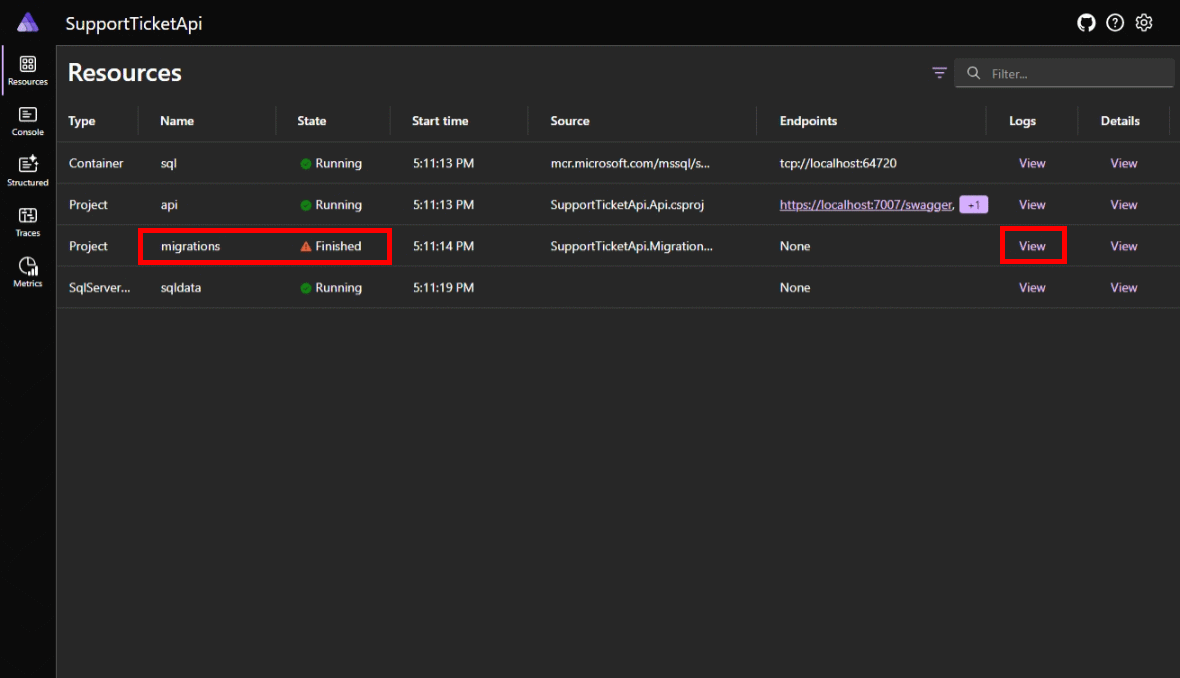 SupportTicketApi
Resources
Resources
Filter...
Console
Structured
Traces
Metrics
Type Name State Start time Source Endpoints Logs Details
Container sql Running 5:11:13 PM mcr.microsoft.com/mssql/s... tcp://localhost:64720 View View
Project api Running 5:11:13 PM SupportTicketApi.Api.csproj https://localhost:7007/swagger, +1 View View
Project migrations Finished 5:11:14 PM SupportTicketApi.Migration... None View View
SqlServer... sqldata Running 5:11:19 PM None View View